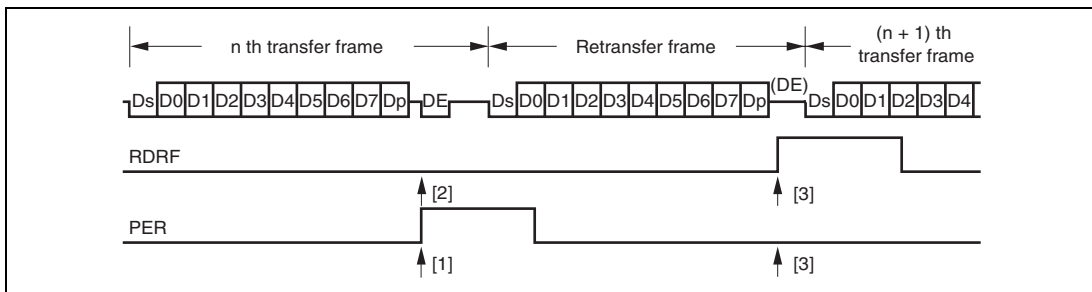 n th transfer frame Retransfer frame (n + 1) th
transfer frame
Ds D0 D1 D2 D3 D4 D5 D6 D7 Dp DE Ds D0 D1 D2 D3 D4 D5 D6 D7 Dp (DE) Ds D0 D1 D2 D3 D4
RDRF
[2] [3]
PER
[1] [3]